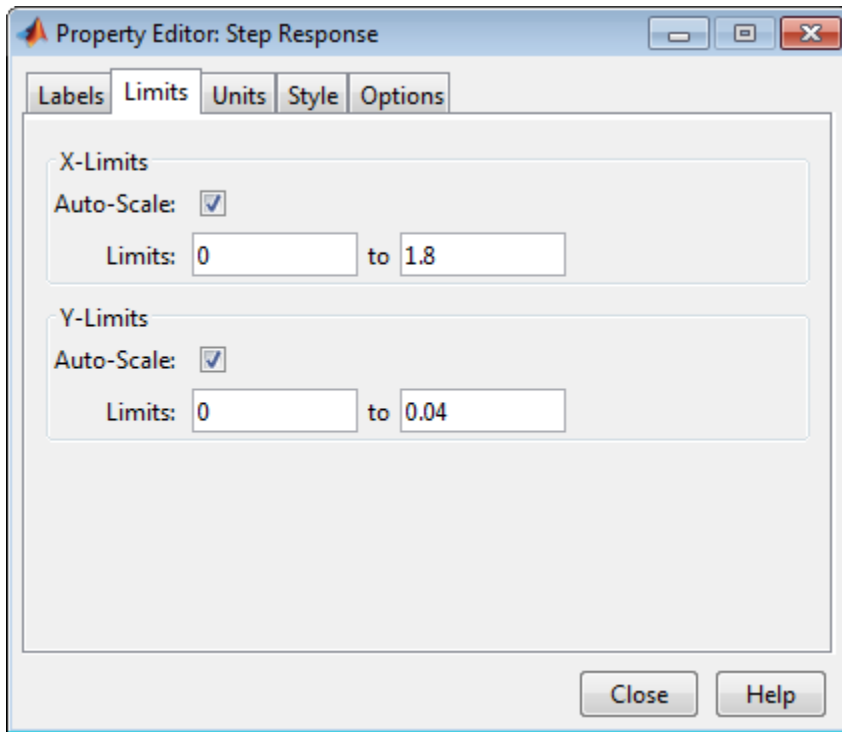 Property Editor: Step Response
Labels Limits Units Style Options
X-Limits
Auto-Scale:
Limits: 0 to 1.8
Y-Limits
Auto-Scale:
Limits: 0 to 0.04
Close Help